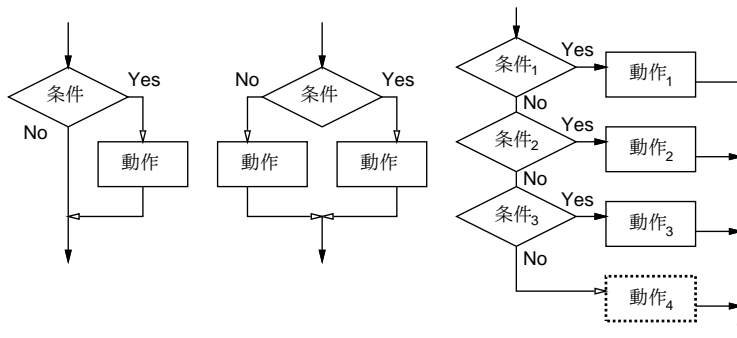 条件
Yes
No
動作
条件
No
Yes
動作
動作
条件1
Yes
動作1
No
条件2
Yes
動作2
No
条件3
Yes
動作3
No
動作4